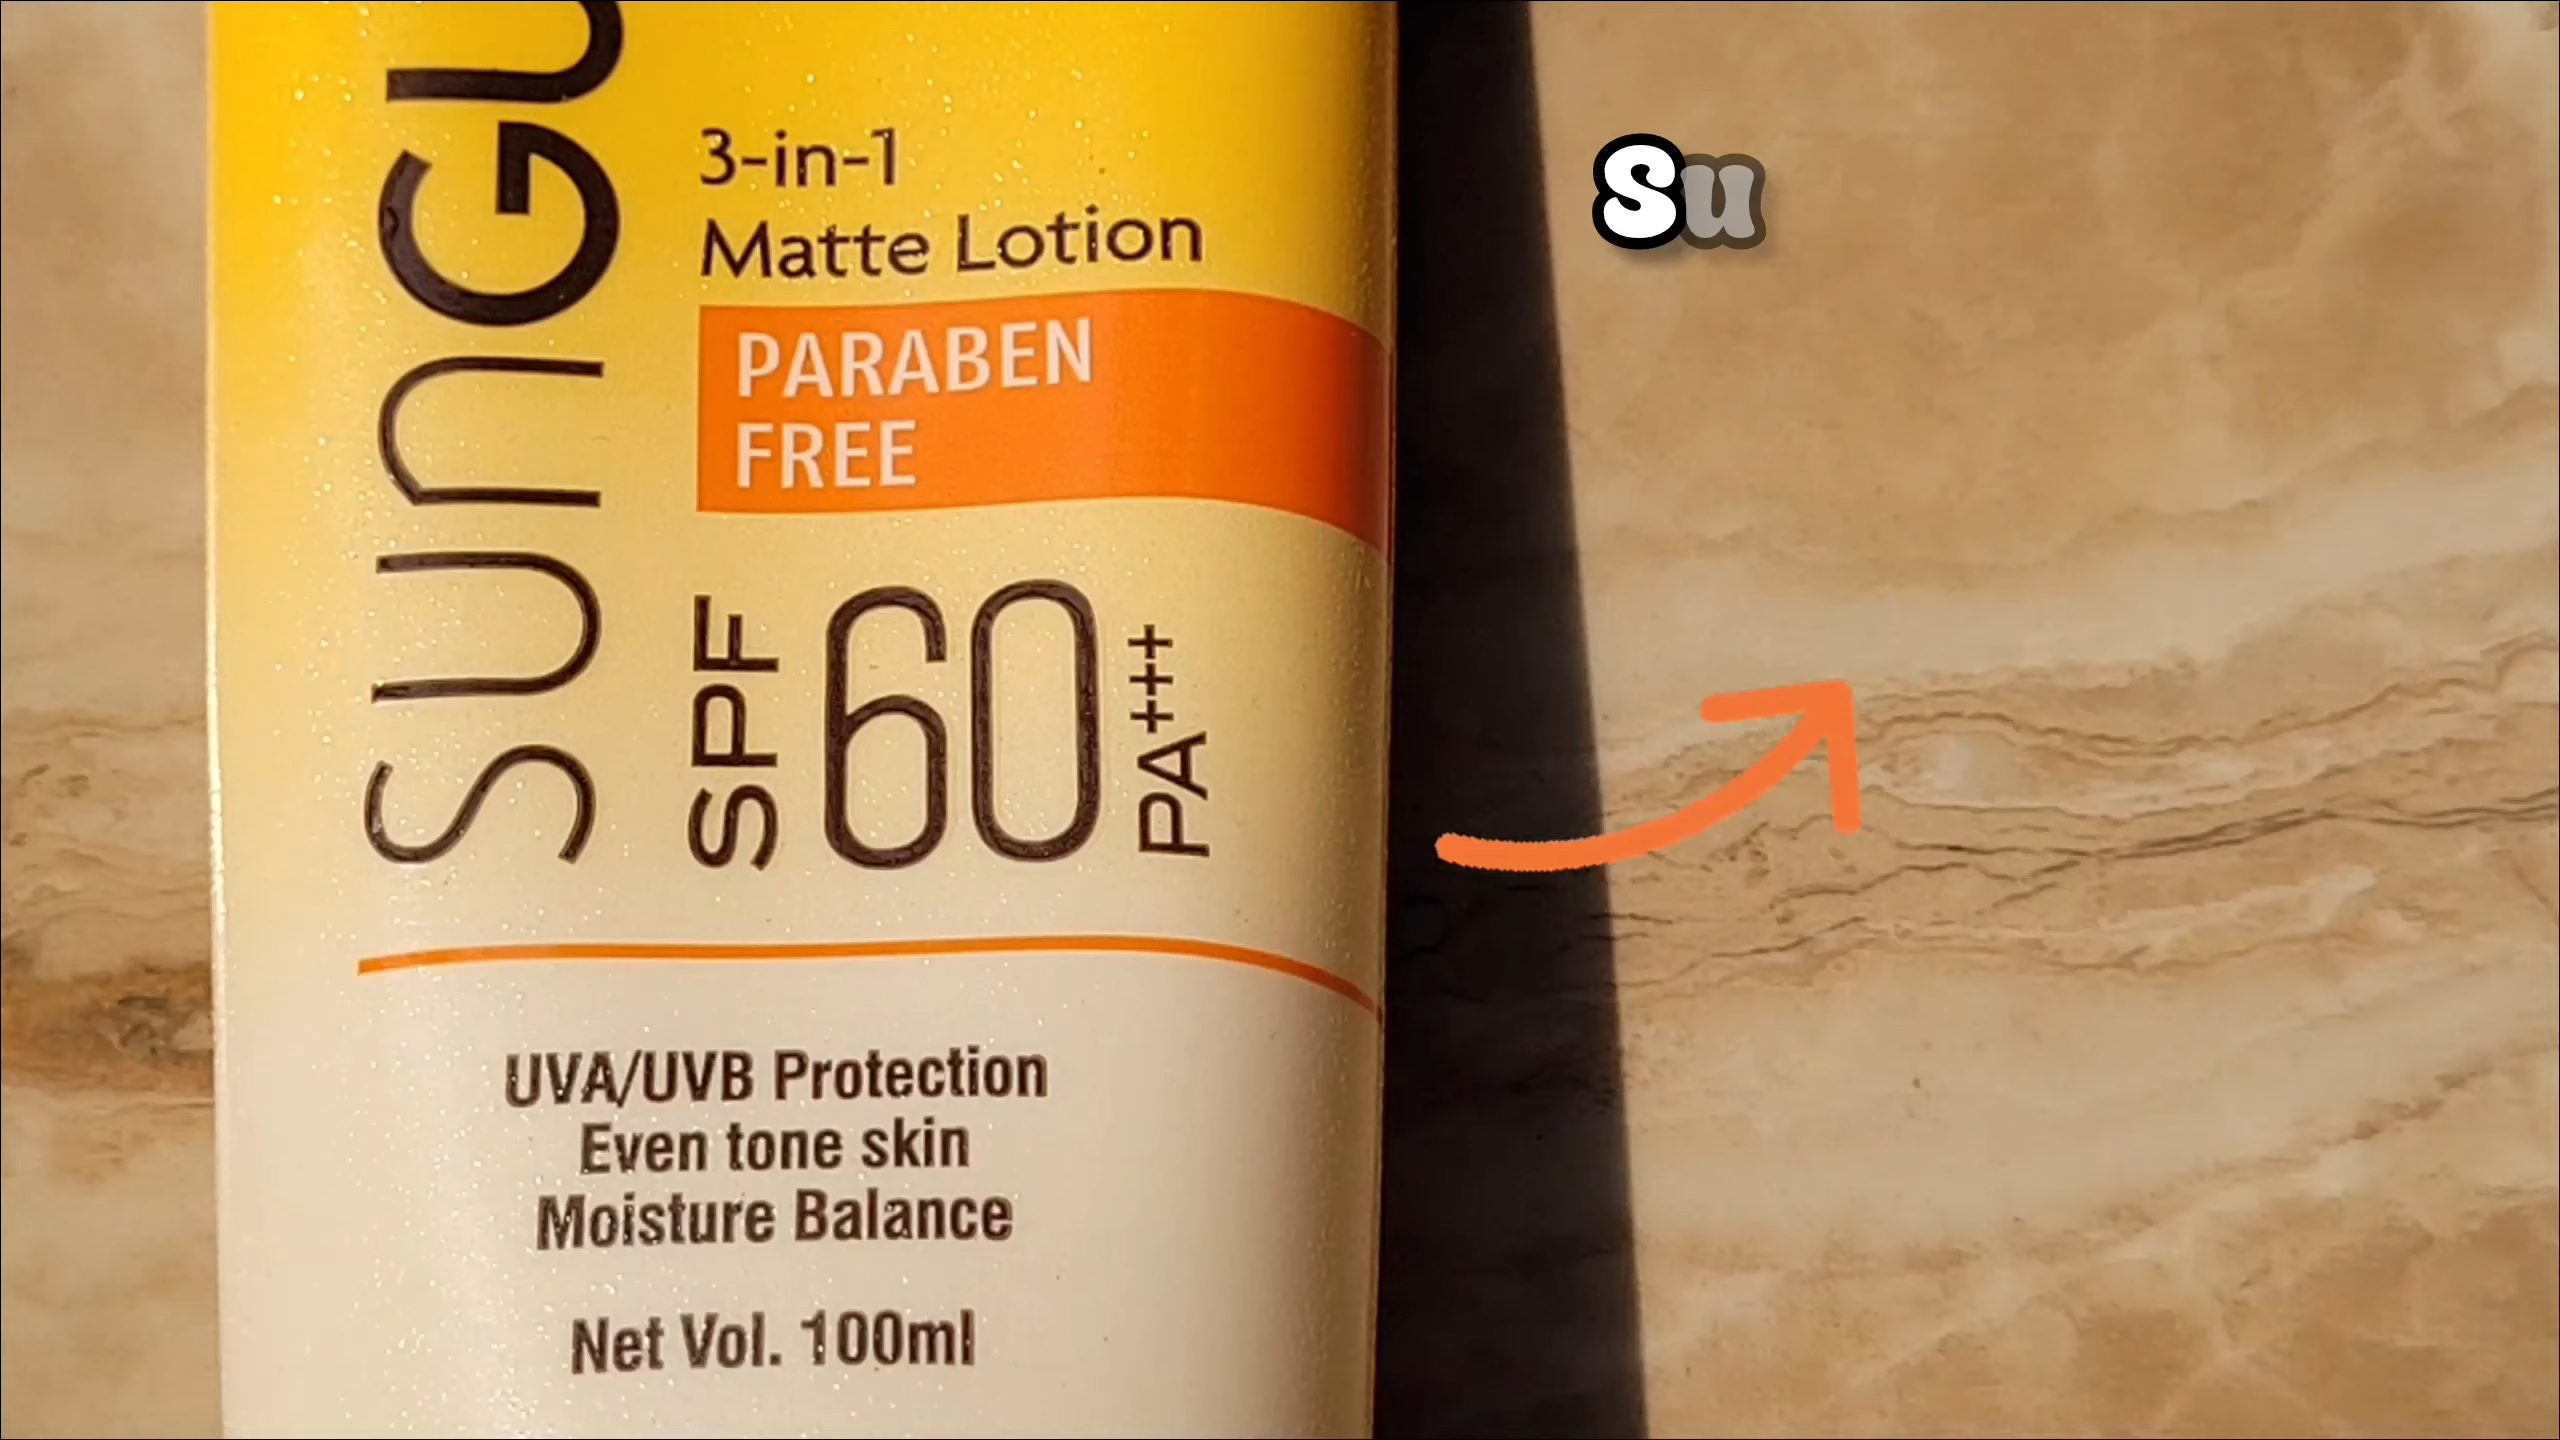 sunGu
3-in-1
Matte Lotion
PARABEN
FREE
SPF 60 PA+++
UVA/UVB Protection
Even tone skin
Moisture Balance
Net Vol. 100ml
Su